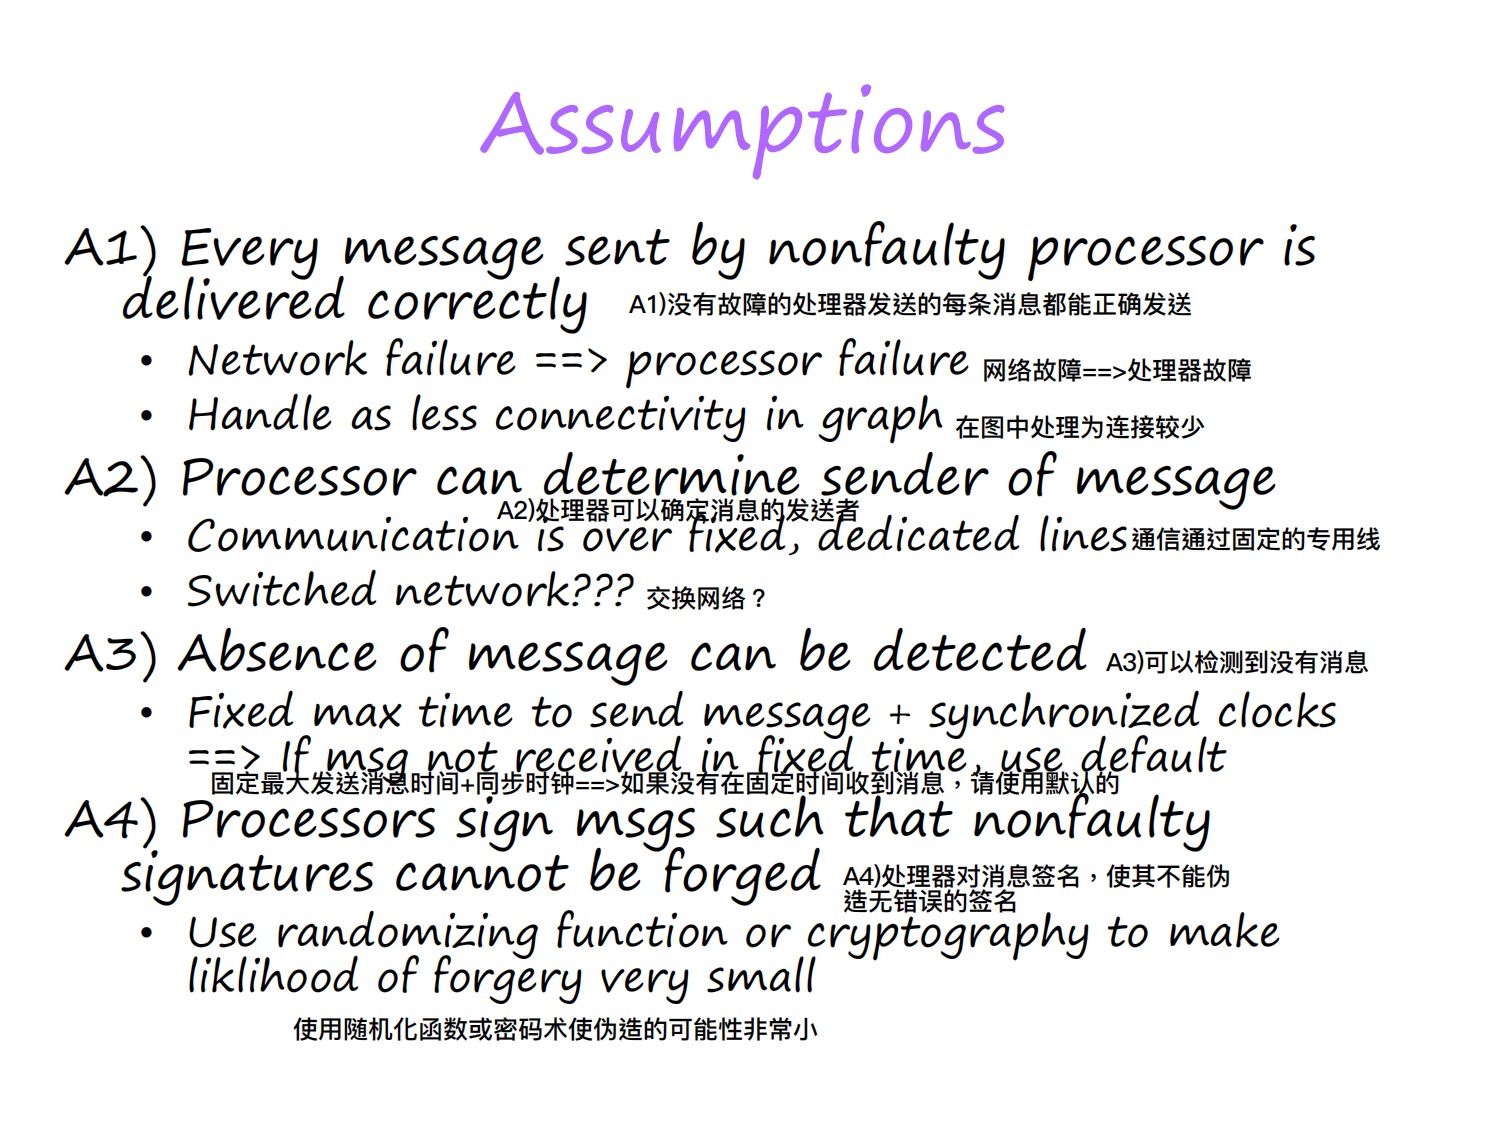 Assumptions
A1) Every message sent by nonfaulty processor is
delivered correctly A1)没有故障的处理器发送的每条消息都能正确发送
• Network failure ==> processor failure 网络故障==>处理器故障
• Handle as less connectivity in graph 在图中处理为连接较少
A2) Processor can determine sender of message
A2)处理器可以确定消息的发送者
• Communication is over fixed, dedicated lines 通信通过固定的专用线
• Switched network??? 交换网络？
A3) Absence of message can be detected A3)可以检测到没有消息
• Fixed max time to send message + synchronized clocks
==> If msg not received in fixed time, use default
固定最大发送消息时间+同步时钟==>如果没有在固定时间收到消息，请使用默认的
A4) Processors sign msgs such that nonfaulty
signatures cannot be forged A4)处理器对消息签名，使其不能伪
造无错误的签名
• Use randomizing function or cryptography to make
liklihood of forgery very small
使用随机化函数或密码术使伪造的可能性非常小